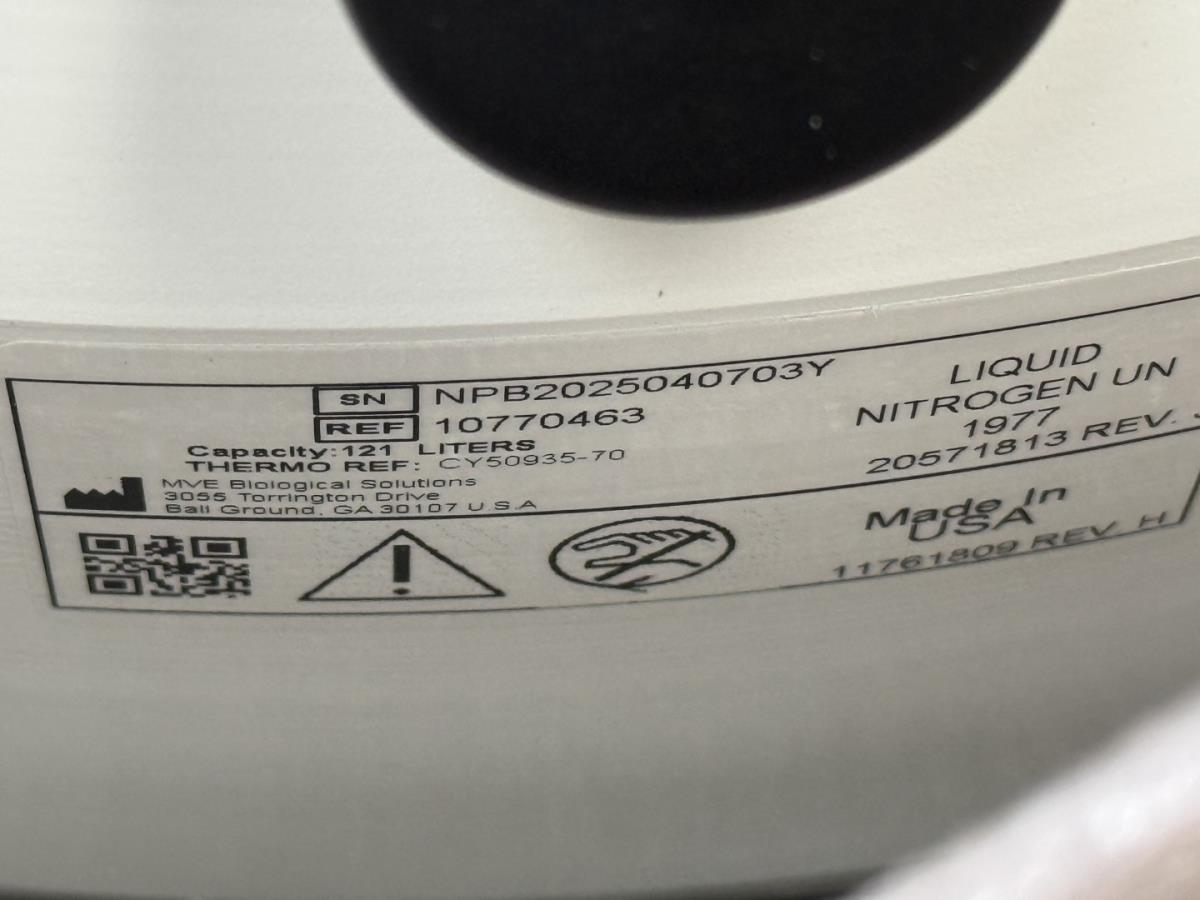 SN NPB2025040703Y
REF 10770463
Capacity:121 LITERS
THERMO REF: CY50935-70
MVE Biological Solutions
3055 Torrington Drive
Ball Ground, GA 30107 U.S.A
LIQUID
NITROGEN UN
1977
20571813 REV.
Made In
USA
11761809 REV. H